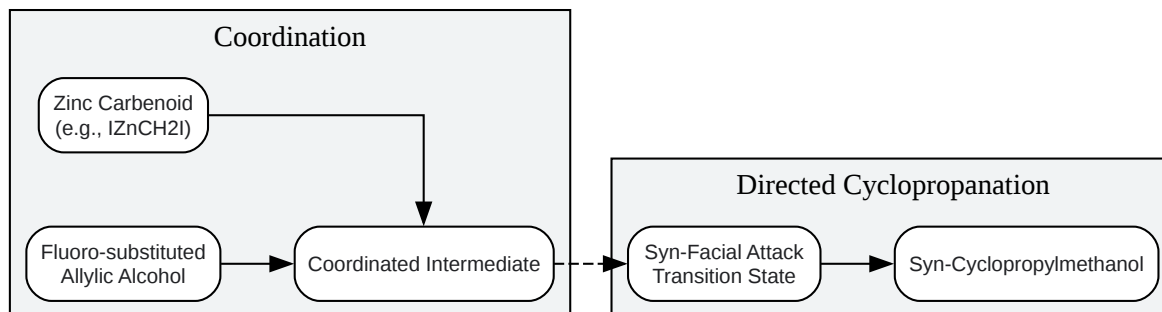 Coordination
Zinc Carbenoid
(e.g., IZnCH2I)
Fluoro-substituted
Allylic Alcohol
Coordinated Intermediate
Directed Cyclopropanation
Syn-Facial Attack
Transition State
Syn-Cyclopropylmethanol